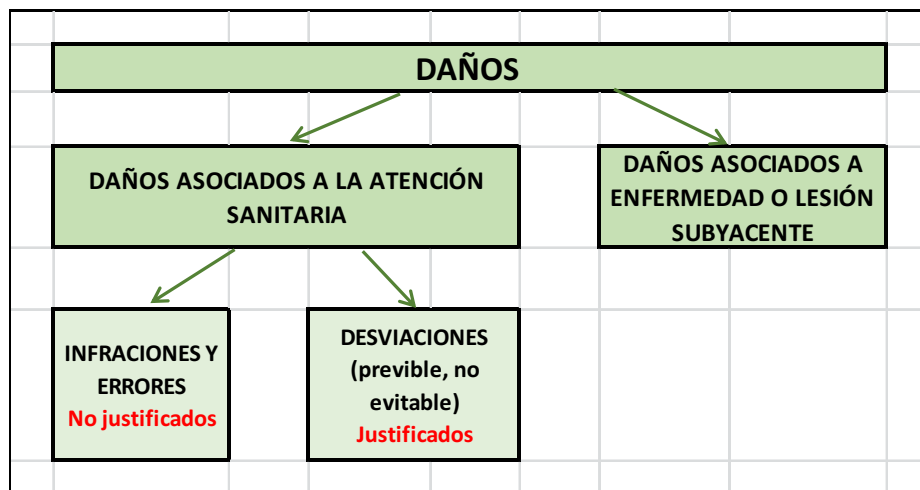 DAÑOS
DAÑOS ASOCIADOS A LA ATENCIÓN
SANITARIA
DAÑOS ASOCIADOS A
ENFERMEDAD O LESIÓN
SUBYACENTE
INFRACIONES Y
ERRORES
No justificados
DESVIACIONES
(previble, no
evitable)
Justificados